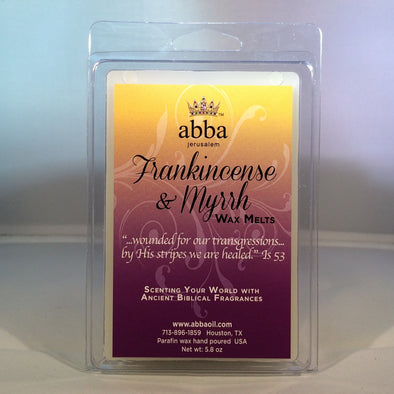 abba™
jerusalem
Frankincense
& Myrrh
WAX MELTS
"...wounded for our transgressions...
by His stripes we are healed." Is 53
SCENTING YOUR WORLD WITH
ANCIENT BIBLICAL FRAGRANCES
www.abbaoil.com
713-896-1859 Houston, TX
Parafin wax hand poured USA
Net wt: 5.8 oz